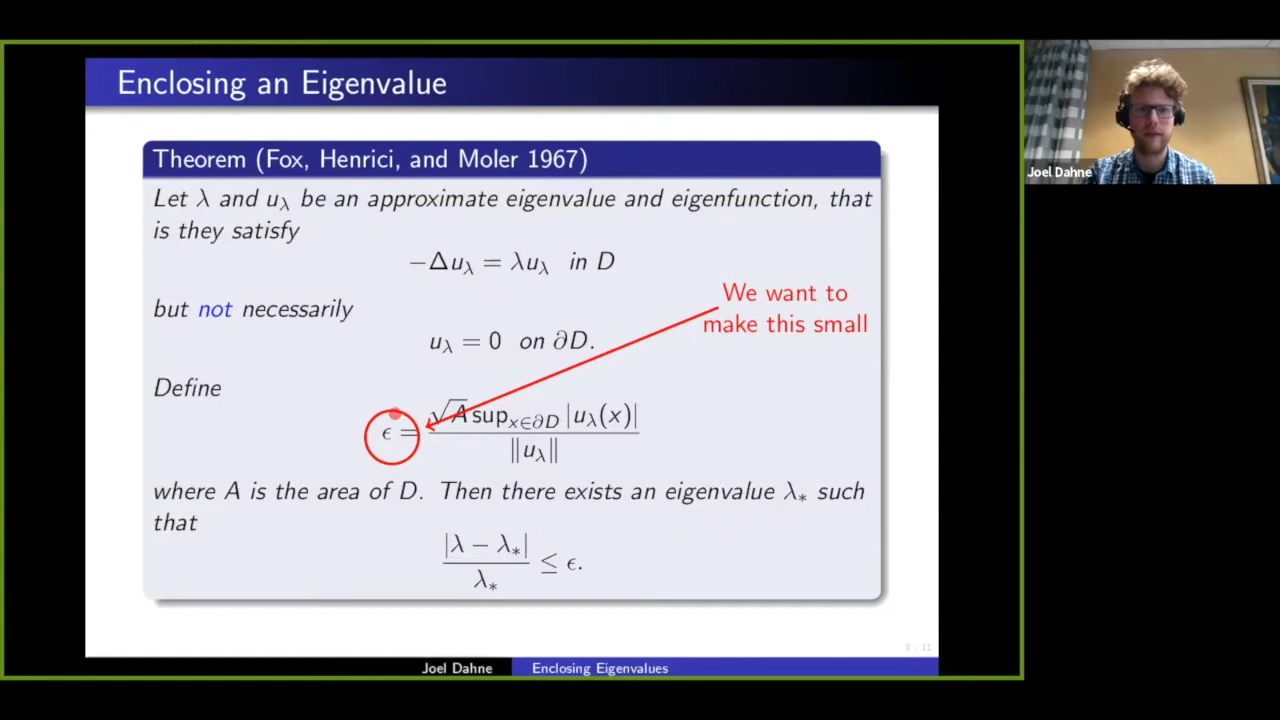 Enclosing an Eigenvalue
Theorem (Fox, Henrici, and Moler 1967)
Let λ and u_λ be an approximate eigenvalue and eigenfunction, that
is they satisfy
−Δu_λ = λu_λ in D
We want to
make this small
but not necessarily
u_λ = 0 on ∂D.
Define
ϵ = √A sup_{x∈∂D} |u_λ(x)| / ‖u_λ‖
where A is the area of D. Then there exists an eigenvalue λ_* such
that
|λ − λ_*| / λ_* ≤ ϵ.
3 / 11
Joel Dahne
Enclosing Eigenvalues
Joel Dahne